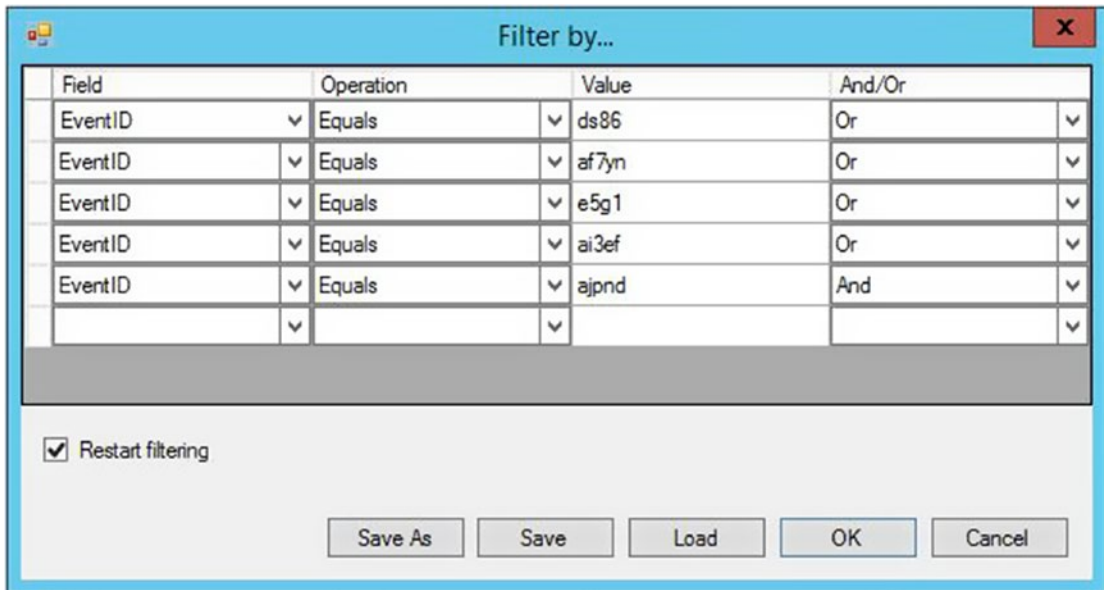 Filter by...
x
Field Operation Value And/Or
EventID Equals ds86 Or
EventID Equals af7yn Or
EventID Equals e5g1 Or
EventID Equals ai3ef Or
EventID Equals ajpnd And
Restart filtering
Save As Save Load OK Cancel